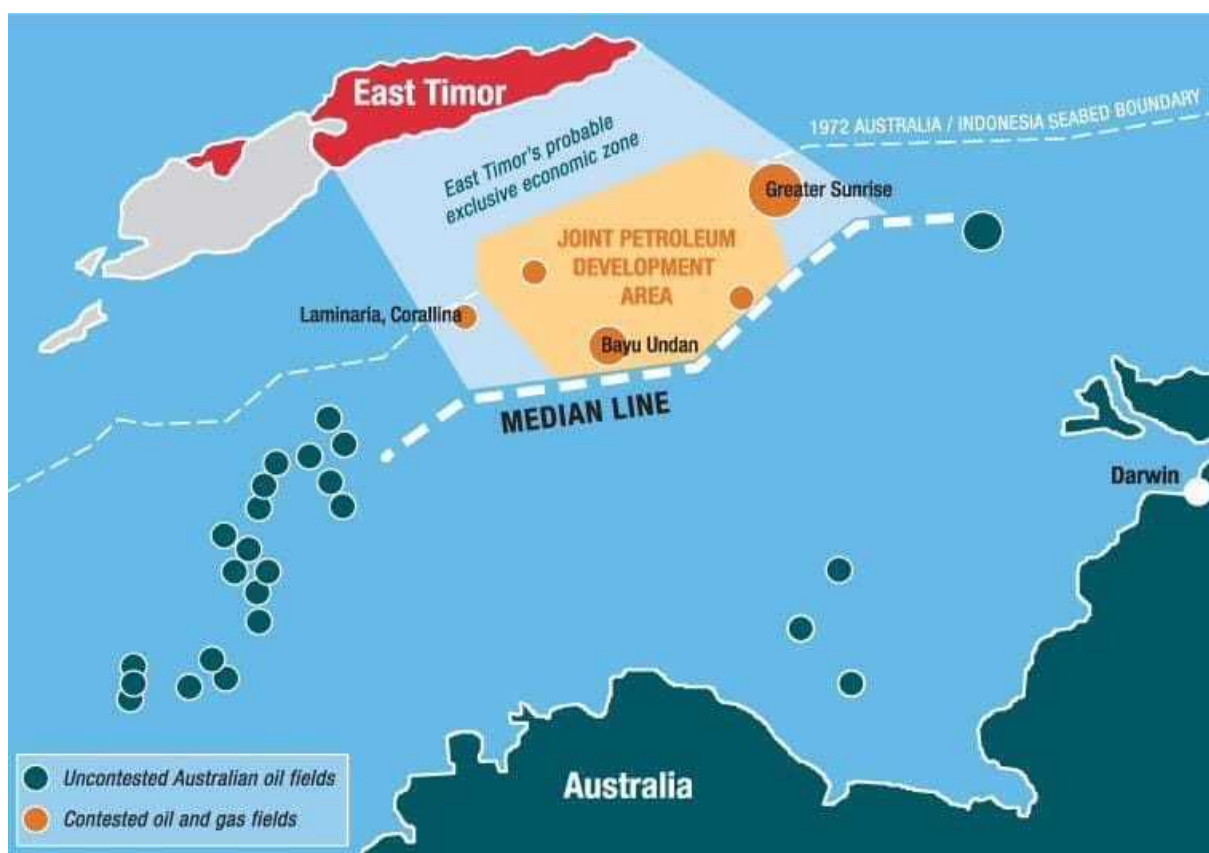 East Timor
1972 AUSTRALIA / INDONESIA SEABED BOUNDARY
East Timor's probable
exclusive economic zone
Greater Sunrise
JOINT PETROLEUM
DEVELOPMENT
AREA
Laminaria, Corallina
Bayu Undan
MEDIAN LINE
Darwin
Australia
Uncontested Australian oil fields
Contested oil and gas fields